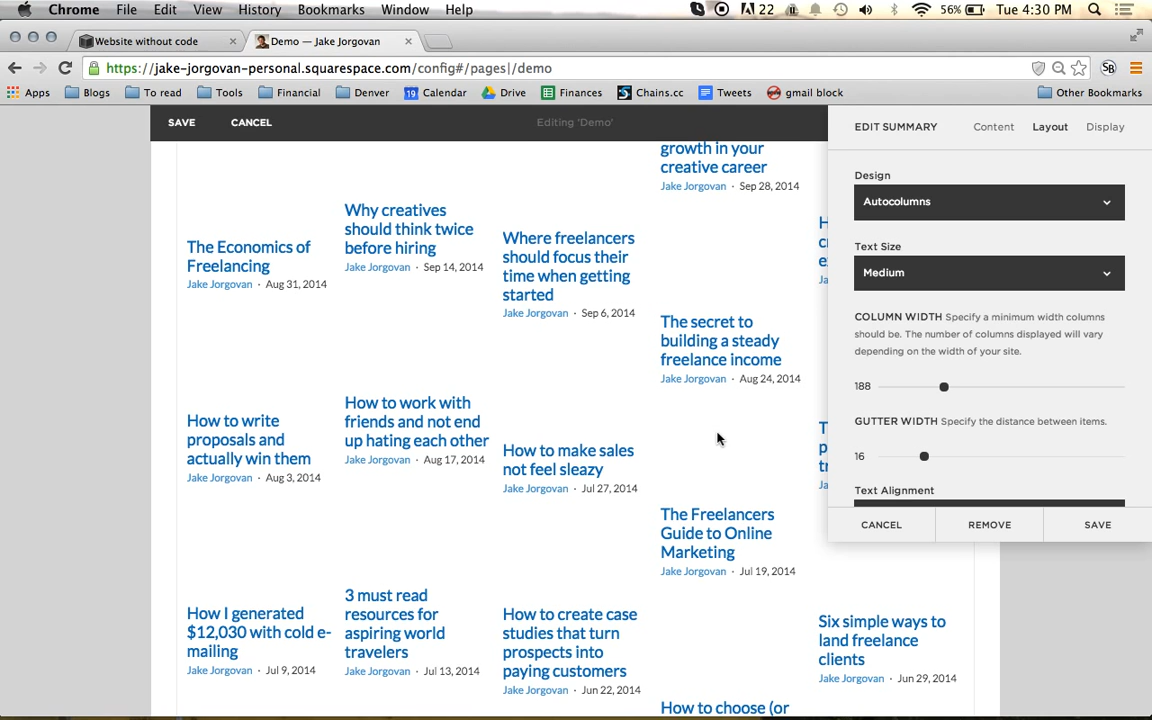 Chrome File Edit View History Bookmarks Window Help 22 56% Tue 4:30 PM
Website without code × Demo — Jake Jorgovan ×
https://jake-jorgovan-personal.squarespace.com/config#/pages|/demo
Apps Blogs To read Tools Financial Denver 19 Calendar Drive Finances Chains.cc Tweets gmail block Other Bookmarks
SAVE CANCEL Editing 'Demo'
The Economics of
Freelancing
Jake Jorgovan · Aug 31, 2014
How to write
proposals and
actually win them
Jake Jorgovan · Aug 3, 2014
How I generated
$12,030 with cold e-
mailing
Jake Jorgovan · Jul 9, 2014
Why creatives
should think twice
before hiring
Jake Jorgovan · Sep 14, 2014
How to work with
friends and not end
up hating each other
Jake Jorgovan · Aug 17, 2014
3 must read
resources for
aspiring world
travelers
Jake Jorgovan · Jul 13, 2014
Where freelancers
should focus their
time when getting
started
Jake Jorgovan · Sep 6, 2014
How to make sales
not feel sleazy
Jake Jorgovan · Jul 27, 2014
How to create case
studies that turn
prospects into
paying customers
Jake Jorgovan · Jun 22, 2014
growth in your
creative career
Jake Jorgovan · Sep 28, 2014
The secret to
building a steady
freelance income
Jake Jorgovan · Aug 24, 2014
The Freelancers
Guide to Online
Marketing
Jake Jorgovan · Jul 19, 2014
How to choose (or
Six simple ways to
land freelance
clients
Jake Jorgovan · Jun 29, 2014
EDIT SUMMARY Content Layout Display
Design
Autocolumns
Text Size
Medium
COLUMN WIDTH Specify a minimum width columns
should be. The number of columns displayed will vary
depending on the width of your site.
188
GUTTER WIDTH Specify the distance between items.
16
Text Alignment
CANCEL REMOVE SAVE